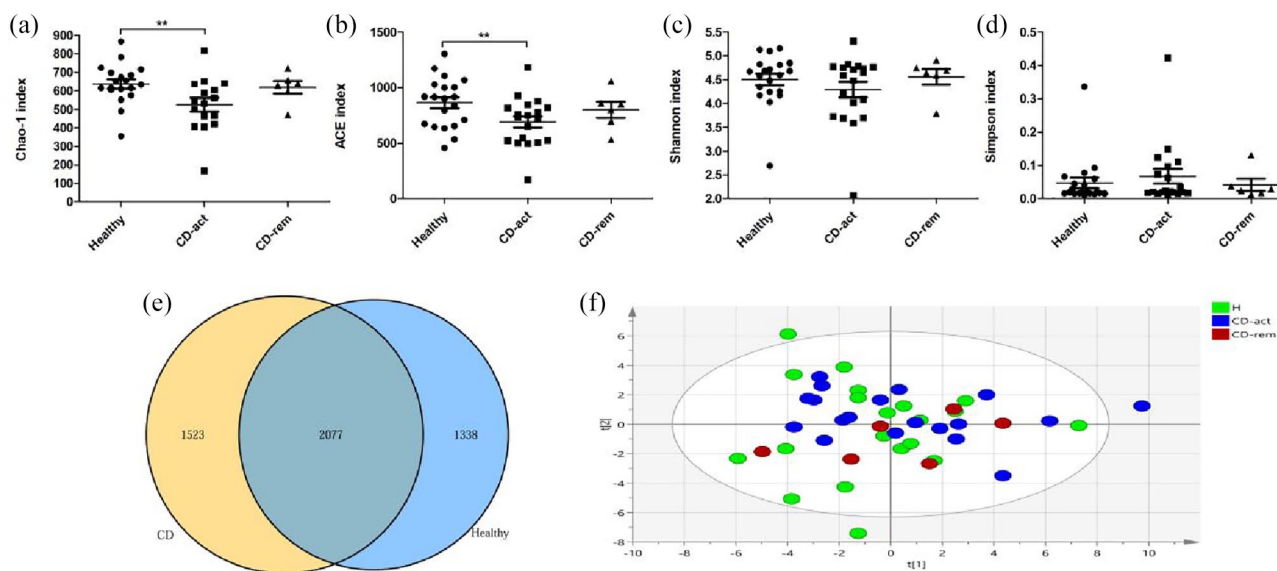 (a)
**
Chao-1 index
900
800
700
600
500
400
300
200
100
0
Healthy
CD-act
CD-rem
(b)
**
ACE index
1500
1000
500
0
Healthy
CD-act
CD-rem
(c)
Shannon index
5.5
5.0
4.5
4.0
3.5
3.0
2.5
2.0
Healthy
CD-act
CD-rem
(d)
Simpson index
0.5
0.4
0.3
0.2
0.1
0.0
Healthy
CD-act
CD-rem
(e)
1523
2077
1338
CD
Healthy
(f)
H
CD-act
CD-rem
t[2]
6
4
2
0
-2
-4
-6
-8
-10 -8 -6 -4 -2 0 2 4 6 8 10
t[1]